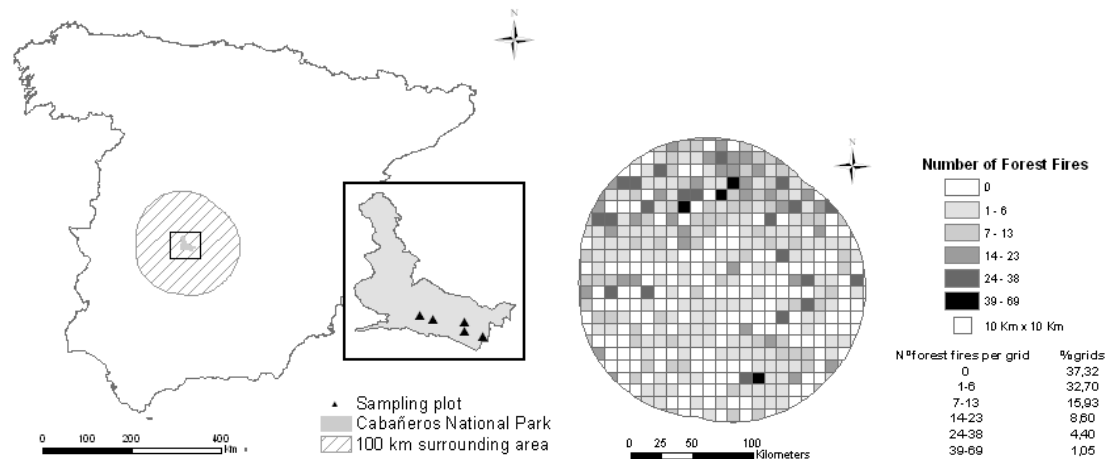 N
▲ Sampling plot
Cabañeros National Park
100 km surrounding area
0 100 200 400
Km
N
0 25 50 100
Kilometers
Number of Forest Fires
0
1 - 6
7 - 13
14 - 23
24 - 38
39 - 69
10 Km x 10 Km
Nºforest fires per grid %grids
0 37,32
1-6 32,70
7-13 15,93
14-23 8,60
24-38 4,40
39-69 1,05